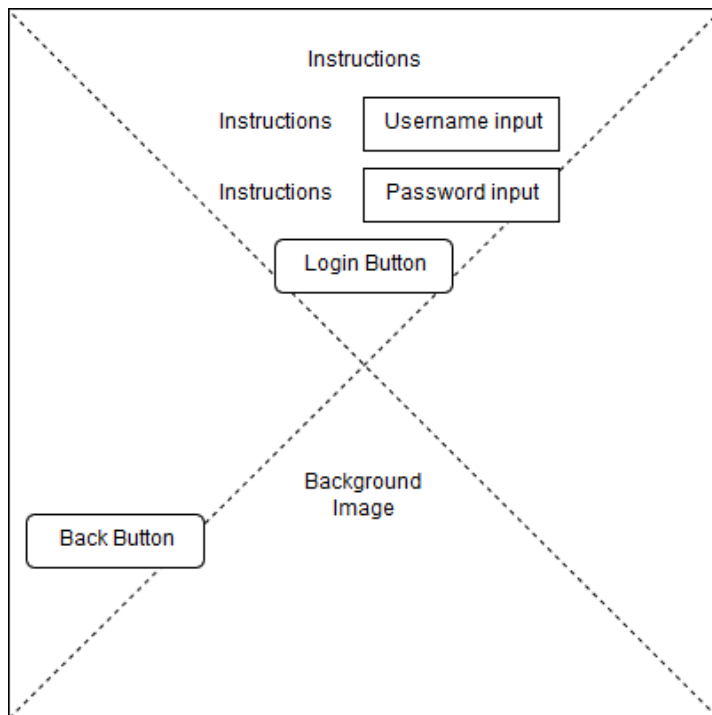 Instructions
Instructions Username input
Instructions Password input
Login Button
Background
Image
Back Button